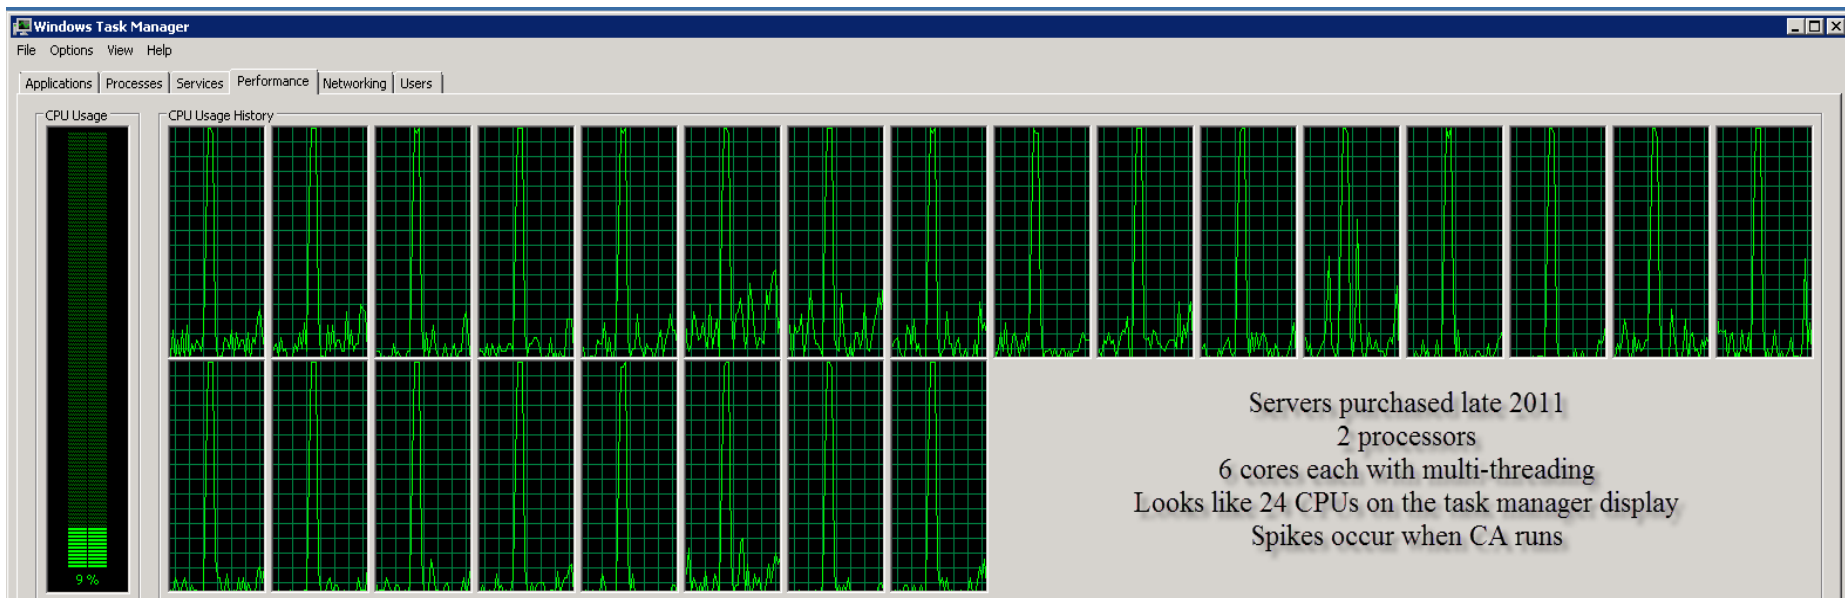 Windows Task Manager
File Options View Help
Applications Processes Services Performance Networking Users
CPU Usage CPU Usage History
9 %
Servers purchased late 2011
2 processors
6 cores each with multi-threading
Looks like 24 CPUs on the task manager display
Spikes occur when CA runs